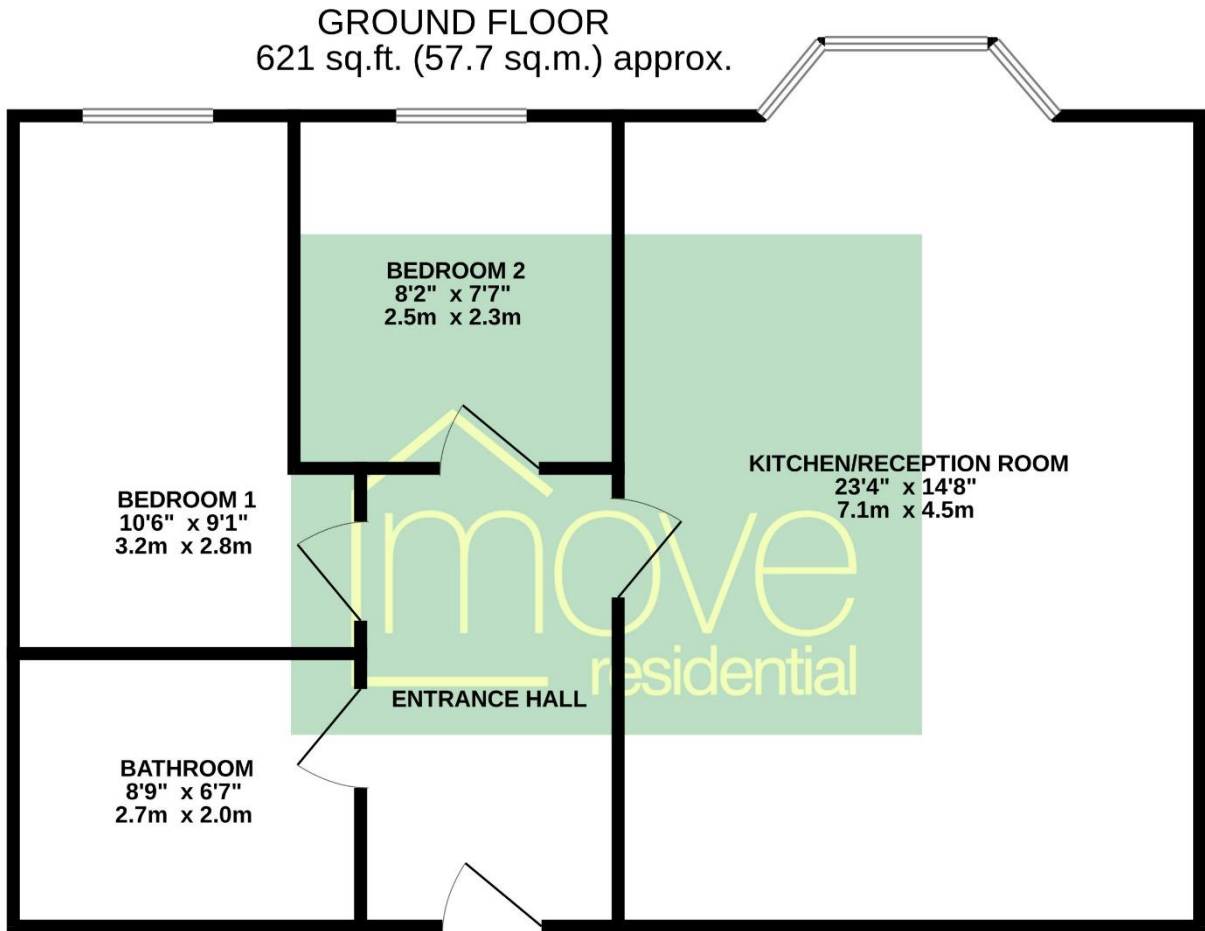 GROUND FLOOR
621 sq.ft. (57.7 sq.m.) approx.
BEDROOM 2
8'2" x 7'7"
2.5m x 2.3m
KITCHEN/RECEPTION ROOM
23'4" x 14'8"
7.1m x 4.5m
BEDROOM 1
10'6" x 9'1"
3.2m x 2.8m
imove
residential
ENTRANCE HALL
BATHROOM
8'9" x 6'7"
2.7m x 2.0m